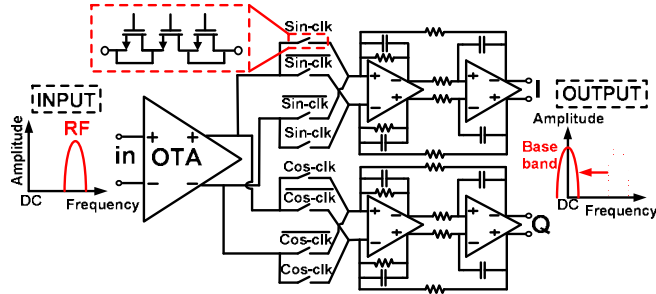 Sin-clk
Sin-clk
Sin-clk
Sin-clk
INPUT
RF
Amplitude
DC
Frequency
in
+
−
OTA
+
−
+
−
+
−
I
OUTPUT
Amplitude
Base
band
DC
Frequency
Cos-clk
Cos-clk
Cos-clk
Cos-clk
+
−
+
−
Q